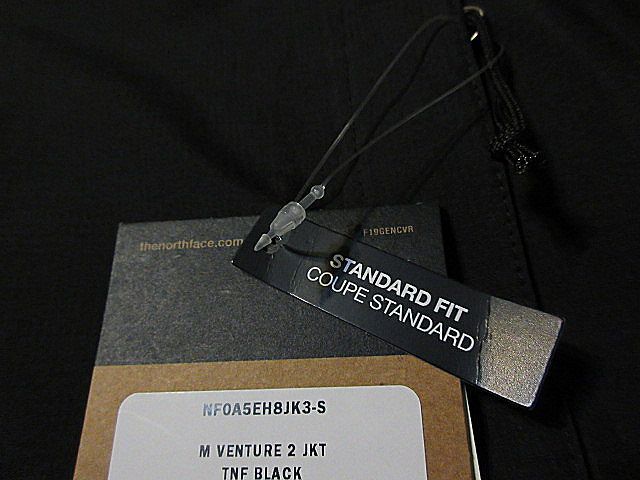 thenorthface.com
F19GENCVR
STANDARD FIT
COUPE STANDARD
NF0A5EH8JK3-S
M VENTURE 2 JKT
TNF BLACK